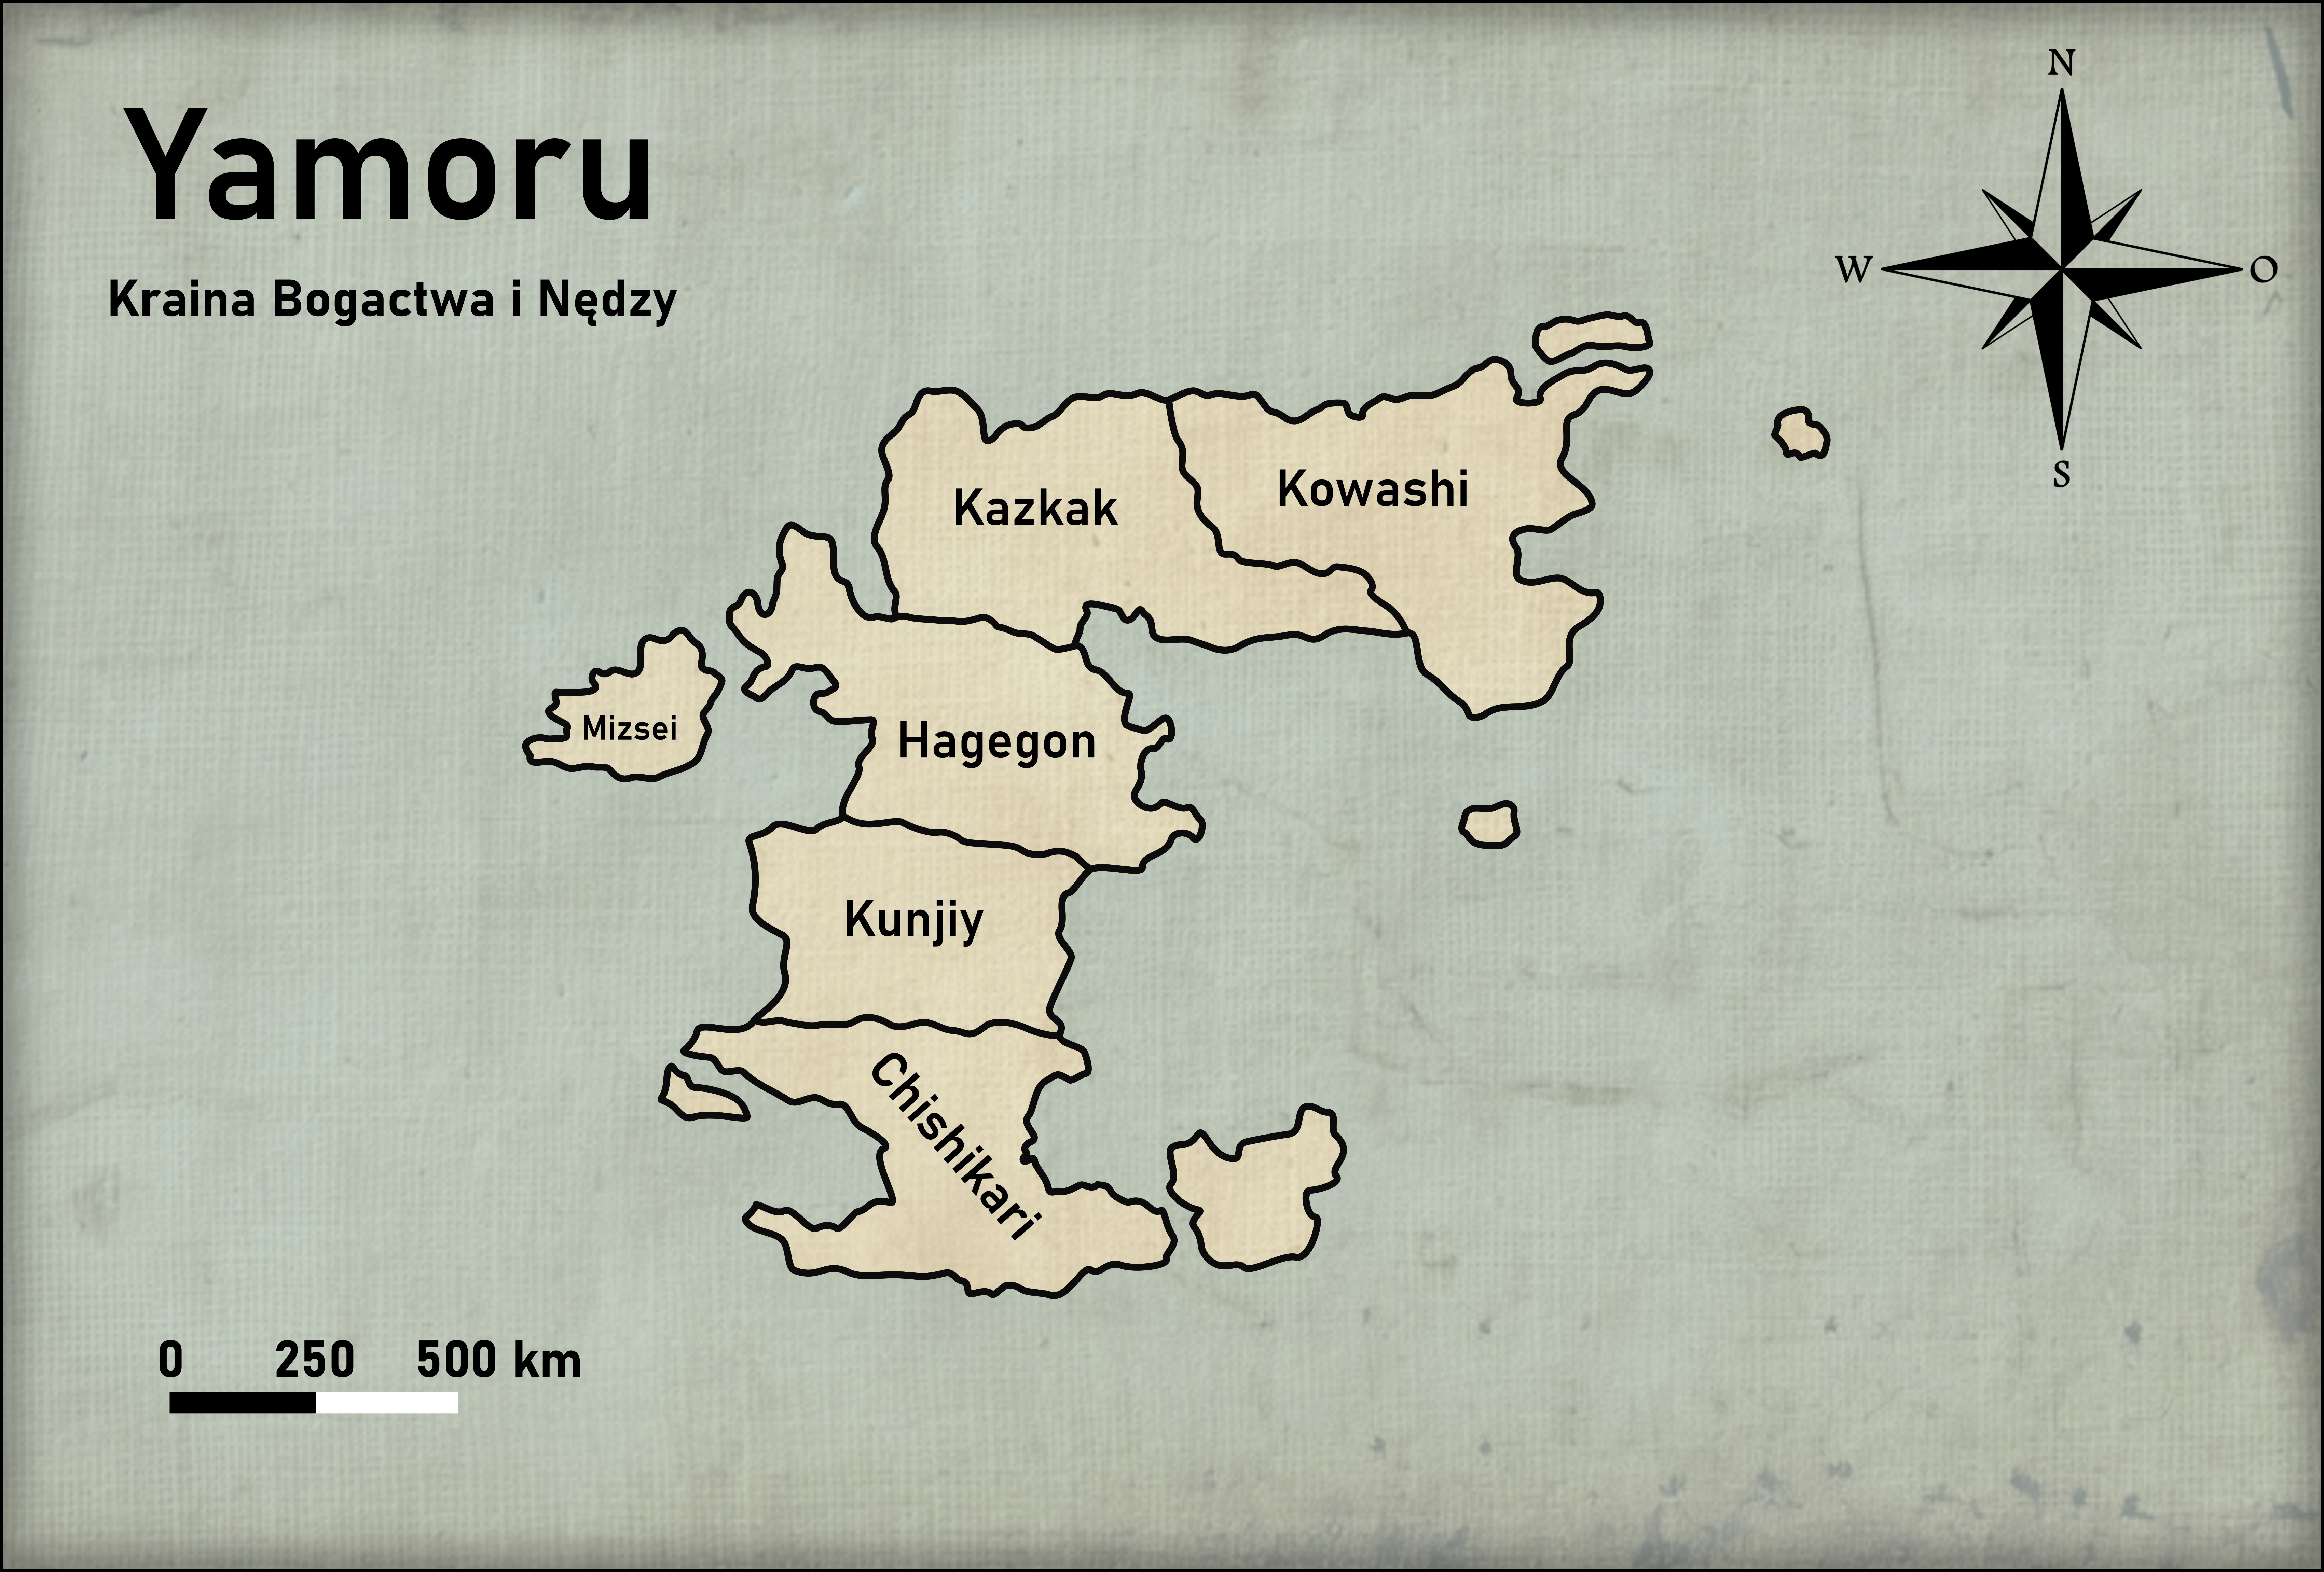 Yamoru
Kraina Bogactwa i Nędzy
N
W
O
S
Kazkak
Kowashi
Mizsei
Hagegon
Kunjiy
Chishikari
0 250 500 km